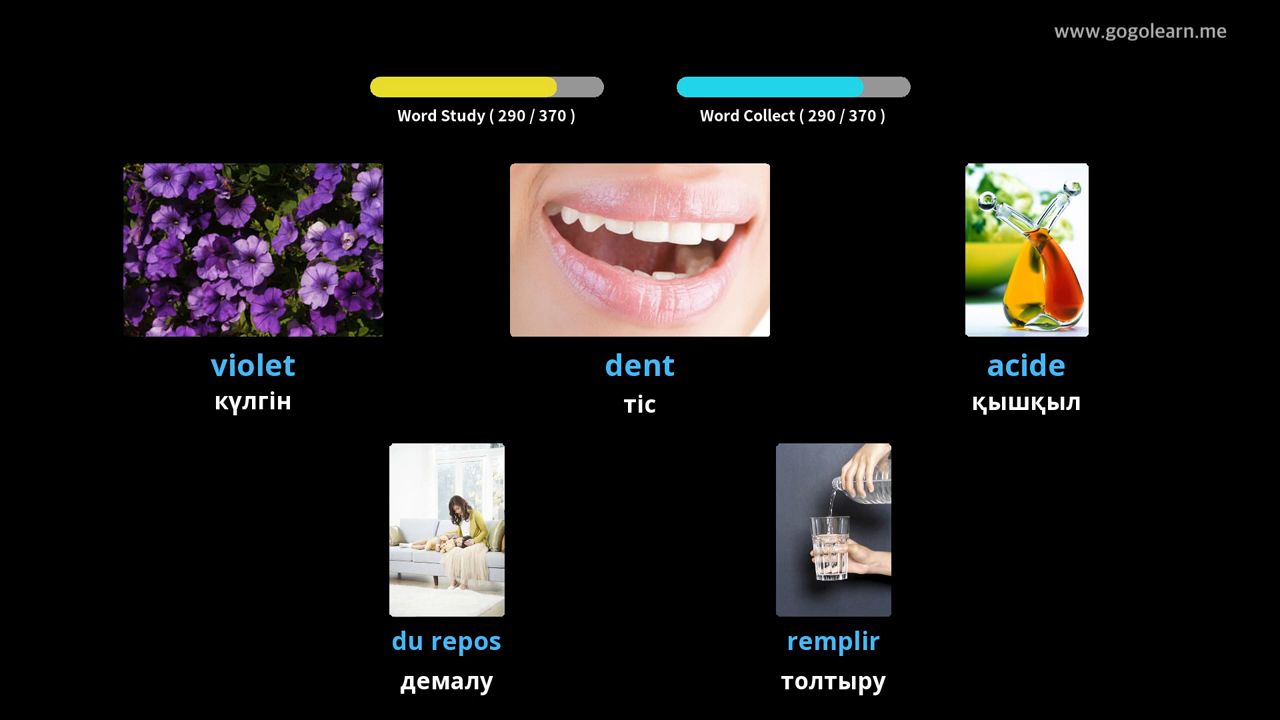 www.gogolearn.me
Word Study ( 290 / 370 )
Word Collect ( 290 / 370 )
violet
күлгін
dent
тіс
acide
қышқыл
du repos
демалу
remplir
толтыру